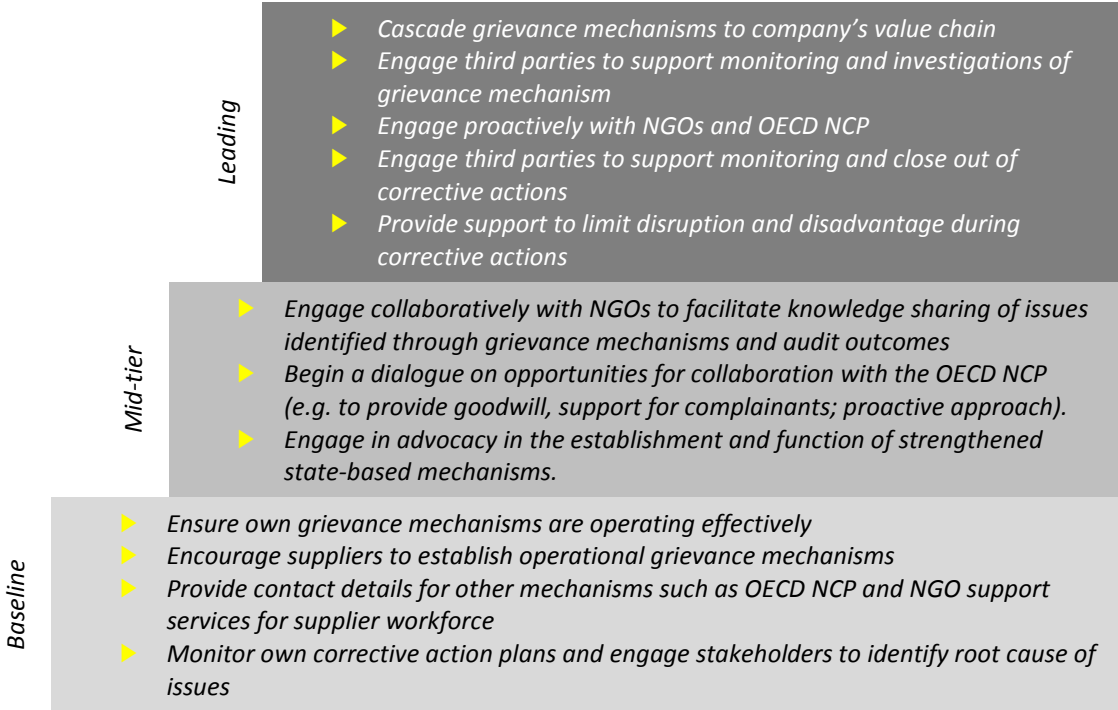 Leading
Cascade grievance mechanisms to company’s value chain
Engage third parties to support monitoring and investigations of
grievance mechanism
Engage proactively with NGOs and OECD NCP
Engage third parties to support monitoring and close out of
corrective actions
Provide support to limit disruption and disadvantage during
corrective actions
Mid-tier
Engage collaboratively with NGOs to facilitate knowledge sharing of issues
identified through grievance mechanisms and audit outcomes
Begin a dialogue on opportunities for collaboration with the OECD NCP
(e.g. to provide goodwill, support for complainants; proactive approach).
Engage in advocacy in the establishment and function of strengthened
state-based mechanisms.
Baseline
Ensure own grievance mechanisms are operating effectively
Encourage suppliers to establish operational grievance mechanisms
Provide contact details for other mechanisms such as OECD NCP and NGO support
services for supplier workforce
Monitor own corrective action plans and engage stakeholders to identify root cause of
issues